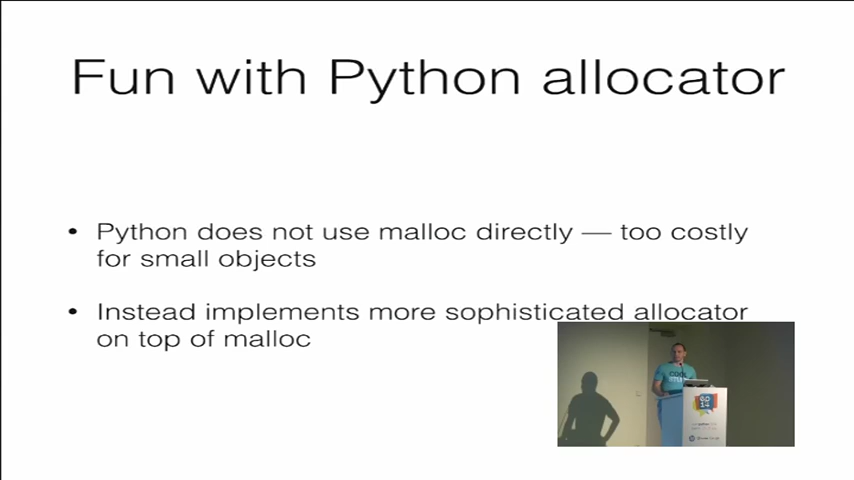 Fun with Python allocator
• Python does not use malloc directly — too costly
for small objects
• Instead implements more sophisticated allocator
on top of malloc
COOL